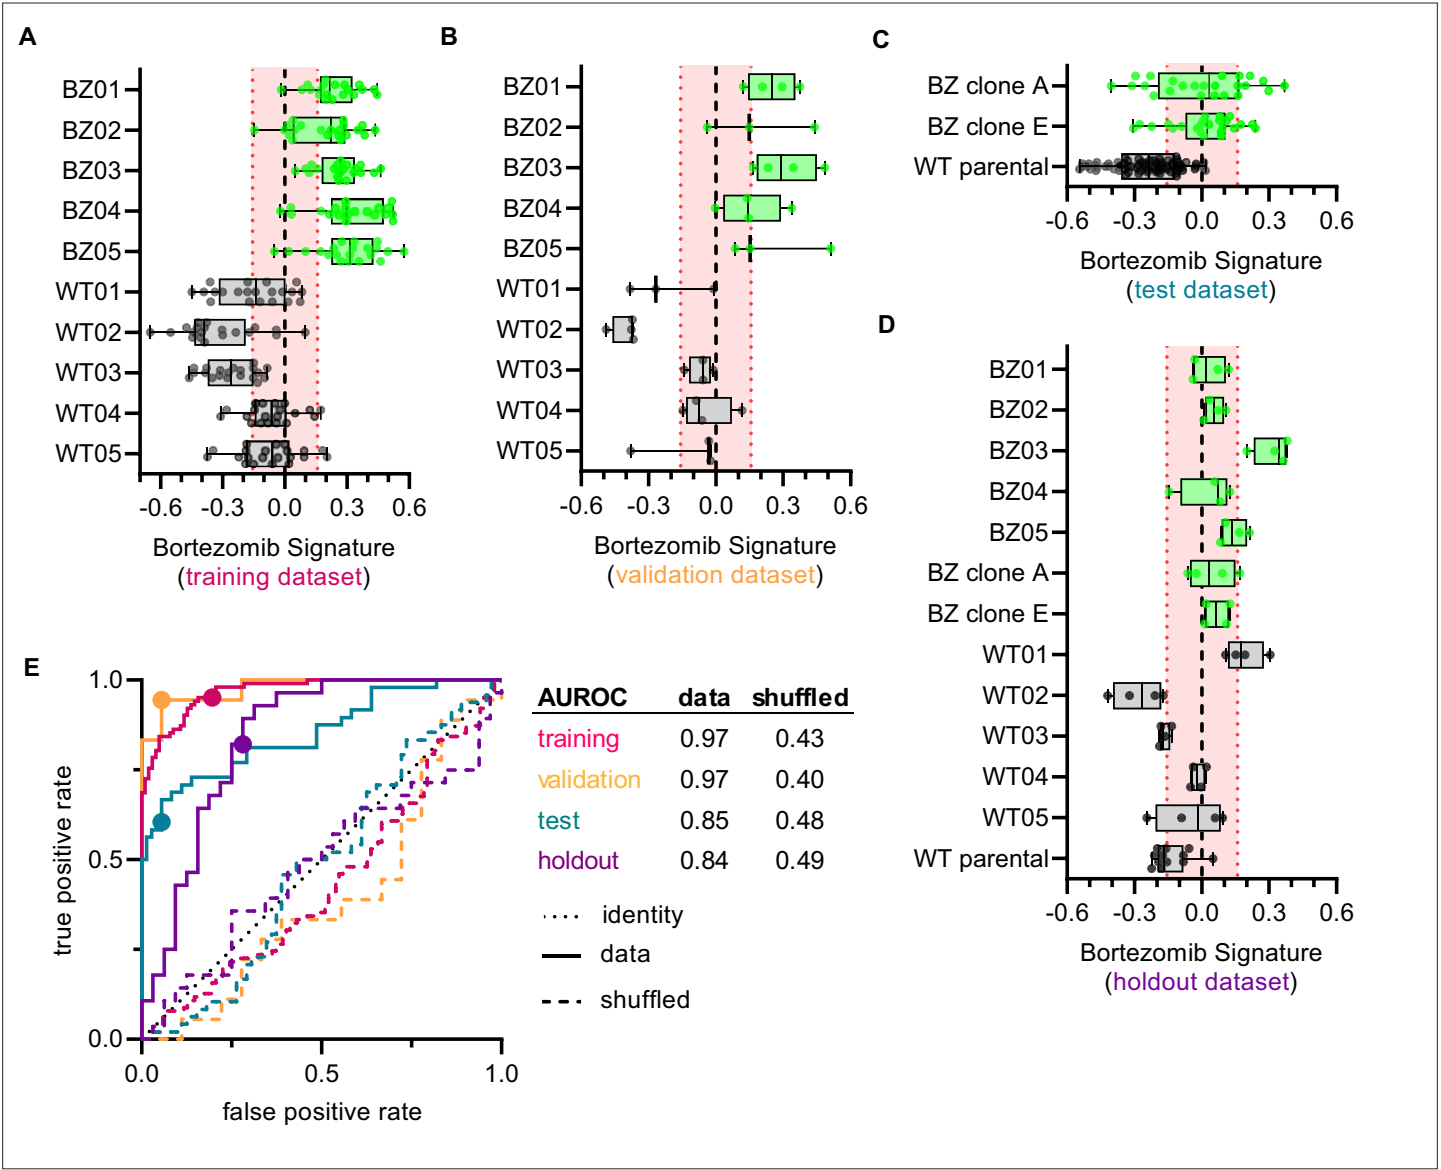 A
BZ01
BZ02
BZ03
BZ04
BZ05
WT01
WT02
WT03
WT04
WT05
-0.6 -0.3 0.0 0.3 0.6
Bortezomib Signature
(training dataset)
B
BZ01
BZ02
BZ03
BZ04
BZ05
WT01
WT02
WT03
WT04
WT05
-0.6 -0.3 0.0 0.3 0.6
Bortezomib Signature
(validation dataset)
C
BZ clone A
BZ clone E
WT parental
-0.6 -0.3 0.0 0.3 0.6
Bortezomib Signature
(test dataset)
D
BZ01
BZ02
BZ03
BZ04
BZ05
BZ clone A
BZ clone E
WT01
WT02
WT03
WT04
WT05
WT parental
-0.6 -0.3 0.0 0.3 0.6
Bortezomib Signature
(holdout dataset)
E
true positive rate
1.0
0.5
0.0
0.0 0.5 1.0
false positive rate
AUROC data shuffled
training 0.97 0.43
validation 0.97 0.40
test 0.85 0.48
holdout 0.84 0.49
identity
data
shuffled